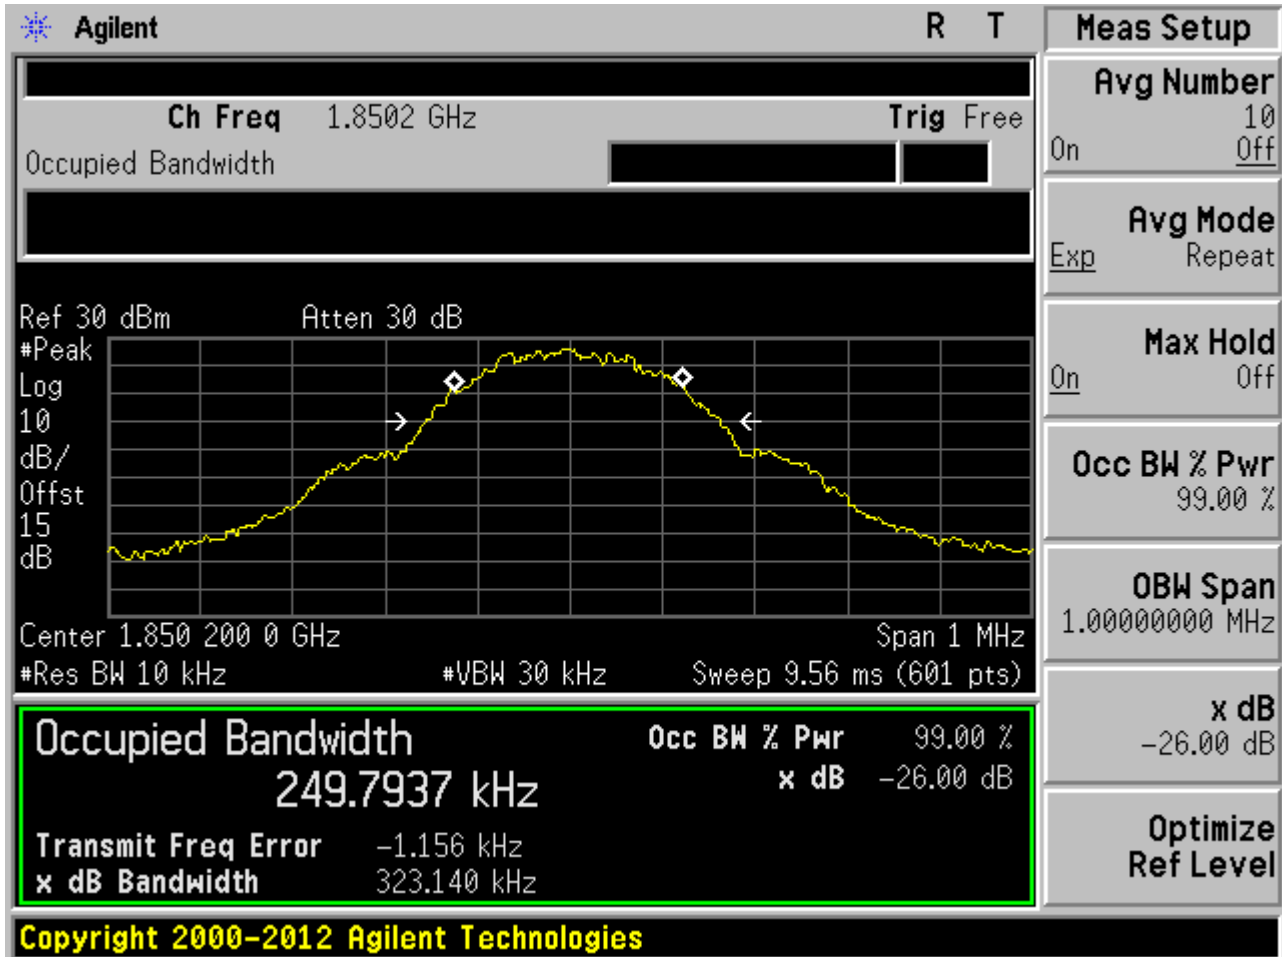 Agilent R T
Ch Freq 1.8502 GHz Trig Free
Occupied Bandwidth
Ref 30 dBm Atten 30 dB
#Peak
Log
10
dB/
Offst
15
dB
Center 1.850 200 0 GHz Span 1 MHz
#Res BW 10 kHz #VBW 30 kHz Sweep 9.56 ms (601 pts)
Occupied Bandwidth
249.7937 kHz
Occ BW % Pwr 99.00 %
x dB -26.00 dB
Transmit Freq Error -1.156 kHz
x dB Bandwidth 323.140 kHz
Copyright 2000-2012 Agilent Technologies
Meas Setup
Avg Number
10
On Off
Avg Mode
Exp Repeat
Max Hold
On Off
Occ BW % Pwr
99.00 %
OBW Span
1.00000000 MHz
x dB
-26.00 dB
Optimize
Ref Level